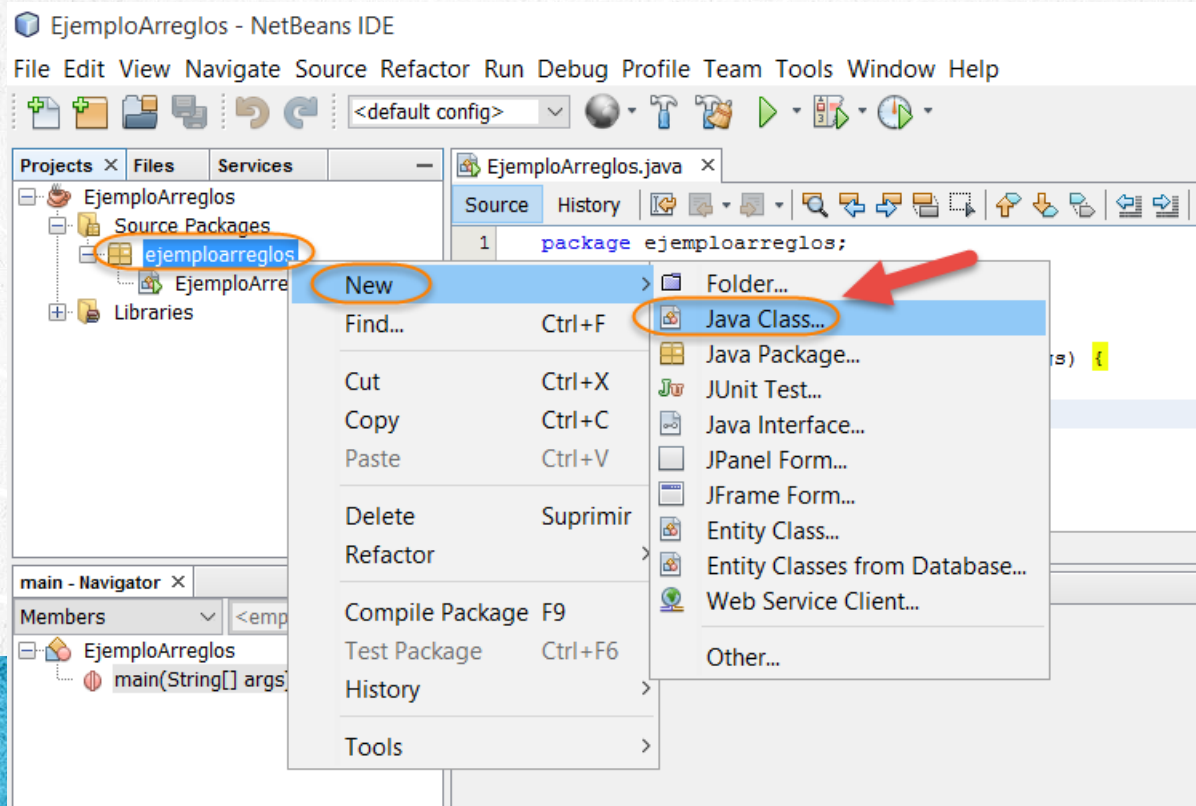 EjemploArreglos - NetBeans IDE
File Edit View Navigate Source Refactor Run Debug Profile Team Tools Window Help
<default config>
Projects Files Services
EjemploArreglos
Source Packages
ejemploarreglos
EjemploArre
Libraries
EjemploArreglos.java
Source History
1 package ejemploarreglos;
s) {
New
Find... Ctrl+F
Cut Ctrl+X
Copy Ctrl+C
Paste Ctrl+V
Delete Suprimir
Refactor
Compile Package F9
Test Package Ctrl+F6
History
Tools
Folder...
Java Class...
Java Package...
JUnit Test...
Java Interface...
JPanel Form...
JFrame Form...
Entity Class...
Entity Classes from Database...
Web Service Client...
Other...
main - Navigator
Members <emp
EjemploArreglos
main(String[] args)